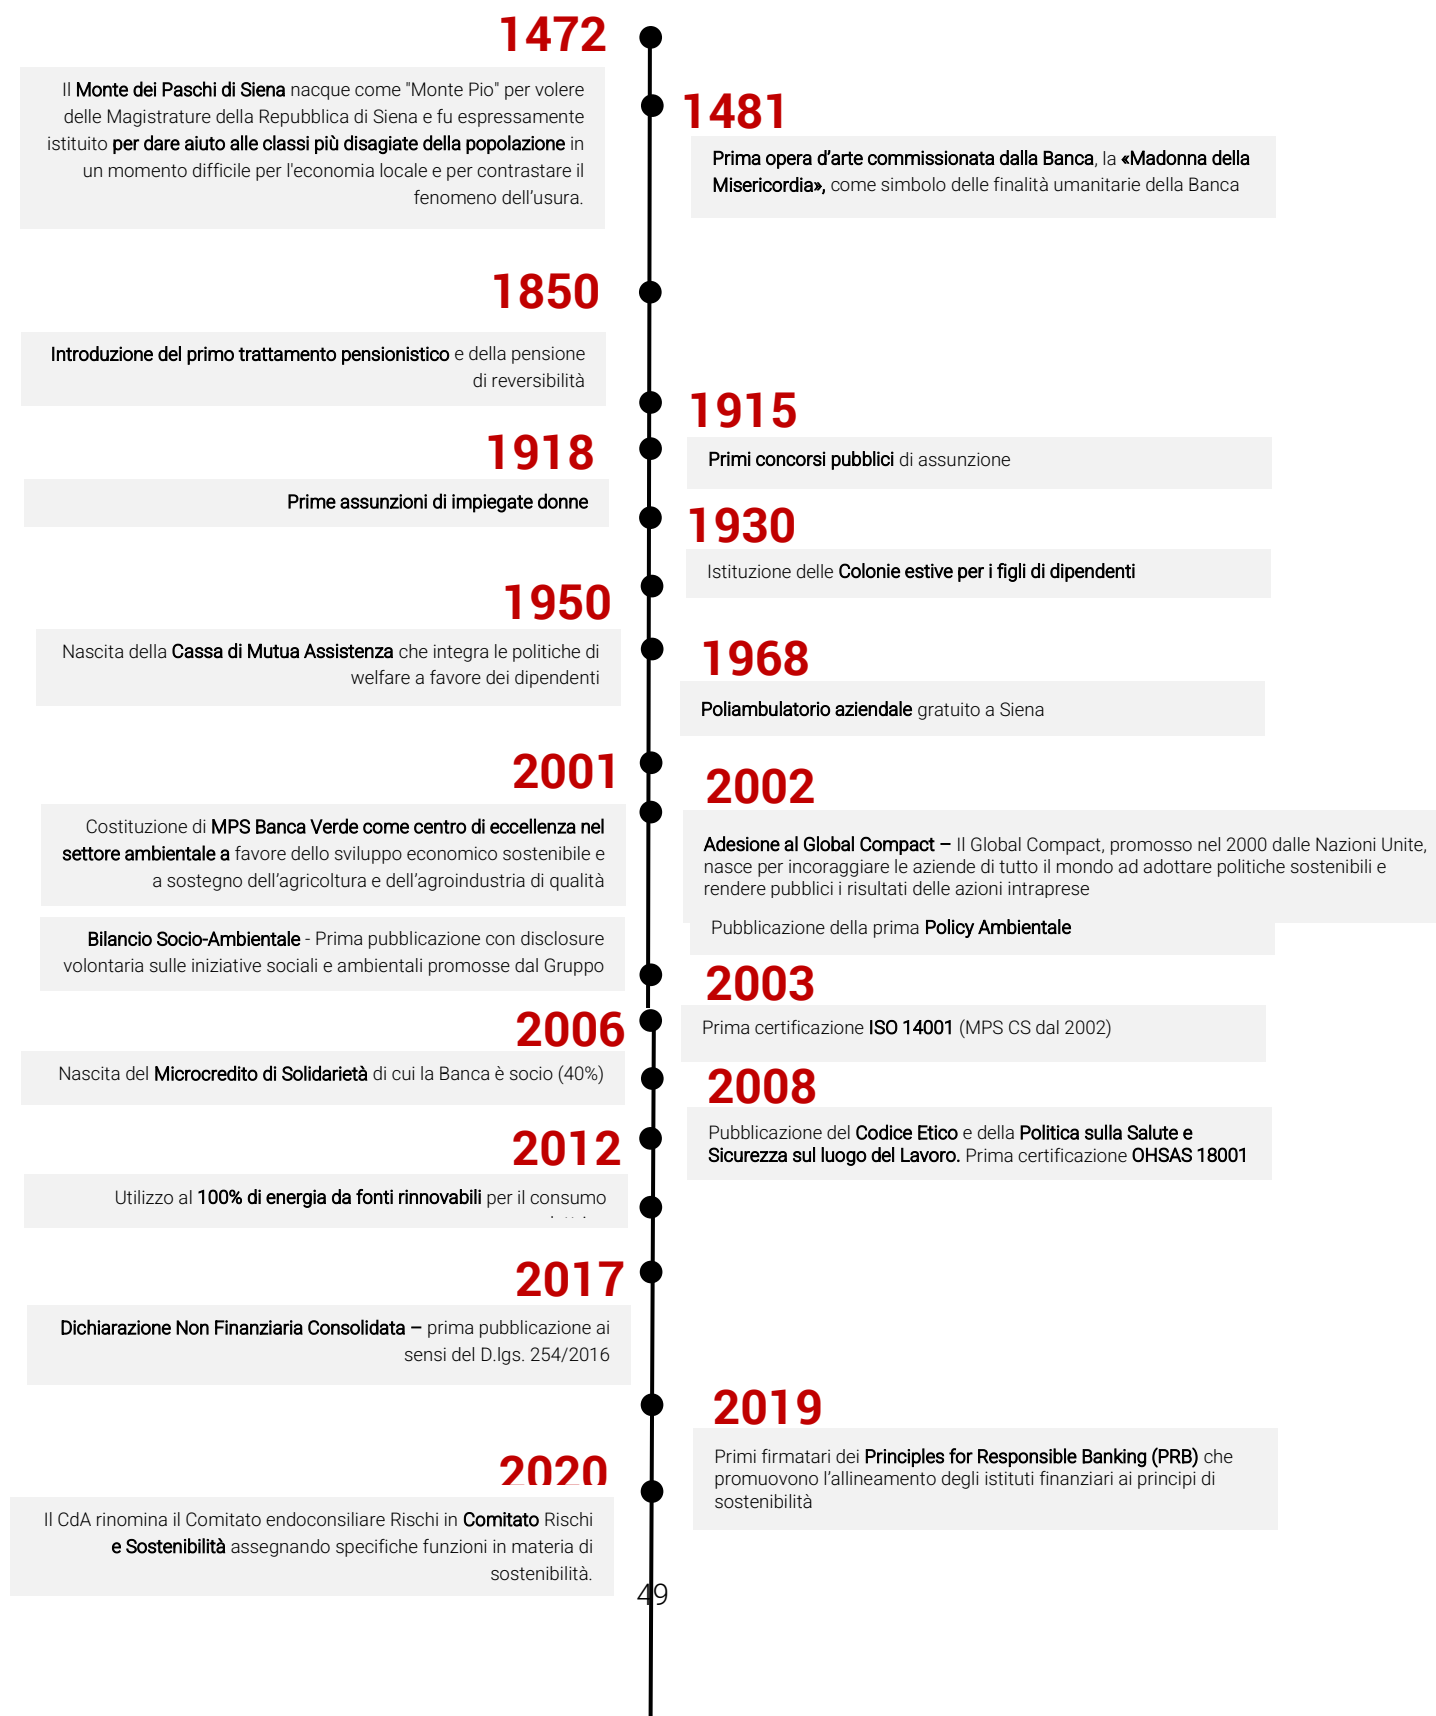 1472
Il Monte dei Paschi di Siena nacque come "Monte Pio" per volere
delle Magistrature della Repubblica di Siena e fu espressamente
istituito per dare aiuto alle classi più disagiate della popolazione in
un momento difficile per l'economia locale e per contrastare il
fenomeno dell'usura.
1481
Prima opera d’arte commissionata dalla Banca, la «Madonna della
Misericordia», come simbolo delle finalità umanitarie della Banca
1850
Introduzione del primo trattamento pensionistico e della pensione
di reversibilità
1915
Primi concorsi pubblici di assunzione
1918
Prime assunzioni di impiegate donne
1930
Istituzione delle Colonie estive per i figli di dipendenti
1950
Nascita della Cassa di Mutua Assistenza che integra le politiche di
welfare a favore dei dipendenti
1968
Poliambulatorio aziendale gratuito a Siena
2001
Costituzione di MPS Banca Verde come centro di eccellenza nel
settore ambientale a favore dello sviluppo economico sostenibile e
a sostegno dell’agricoltura e dell’agroindustria di qualità
Bilancio Socio-Ambientale - Prima pubblicazione con disclosure
volontaria sulle iniziative sociali e ambientali promosse dal Gruppo
2002
Adesione al Global Compact – Il Global Compact, promosso nel 2000 dalle Nazioni Unite,
nasce per incoraggiare le aziende di tutto il mondo ad adottare politiche sostenibili e
rendere pubblici i risultati delle azioni intraprese
Pubblicazione della prima Policy Ambientale
2003
Prima certificazione ISO 14001 (MPS CS dal 2002)
2006
Nascita del Microcredito di Solidarietà di cui la Banca è socio (40%)
2008
Pubblicazione del Codice Etico e della Politica sulla Salute e
Sicurezza sul luogo del Lavoro. Prima certificazione OHSAS 18001
2012
Utilizzo al 100% di energia da fonti rinnovabili per il consumo
2017
Dichiarazione Non Finanziaria Consolidata – prima pubblicazione ai
sensi del D.lgs. 254/2016
2019
Primi firmatari dei Principles for Responsible Banking (PRB) che
promuovono l’allineamento degli istituti finanziari ai principi di
sostenibilità
2020
Il CdA rinomina il Comitato endoconsiliare Rischi in Comitato Rischi
e Sostenibilità assegnando specifiche funzioni in materia di
sostenibilità.
49